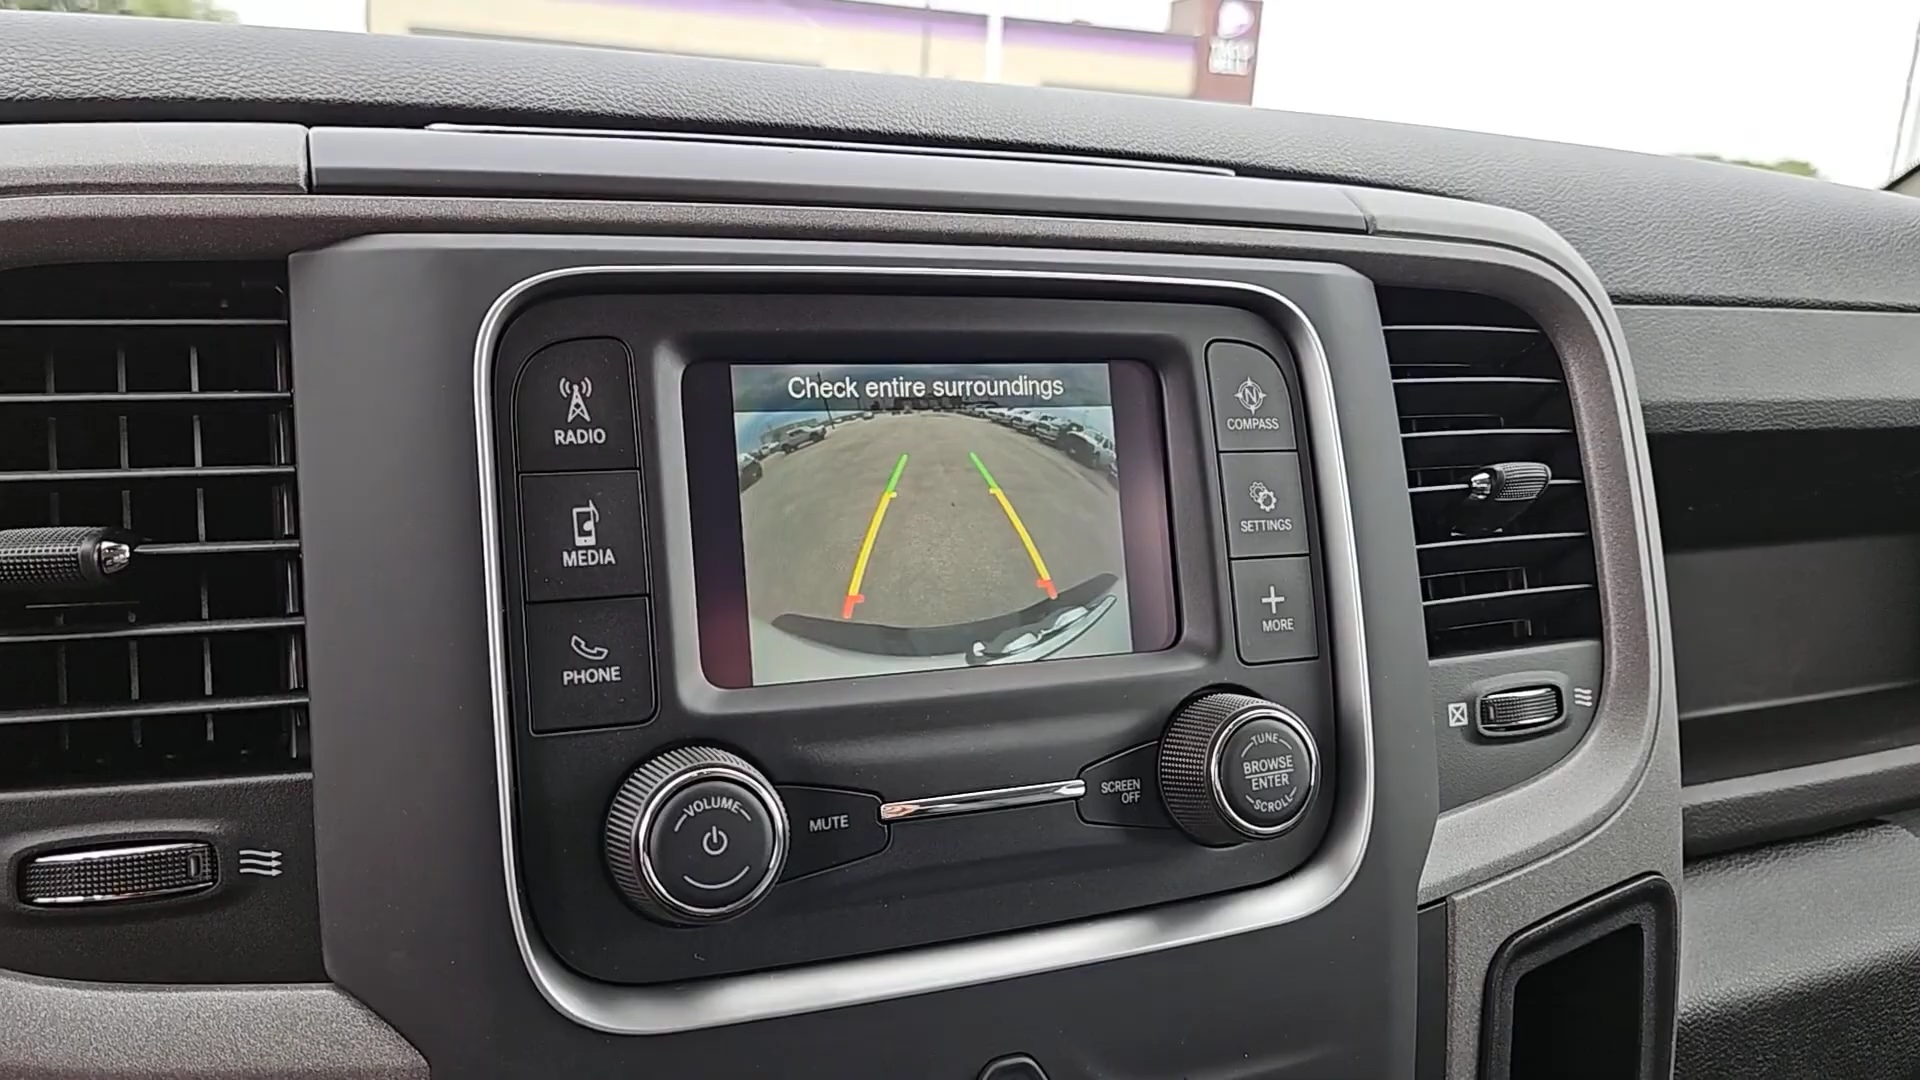 Check entire surroundings
RADIO
MEDIA
PHONE
N
COMPASS
SETTINGS
+
MORE
VOLUME
MUTE
SCREEN
OFF
TUNE
BROWSE
ENTER
SCROLL